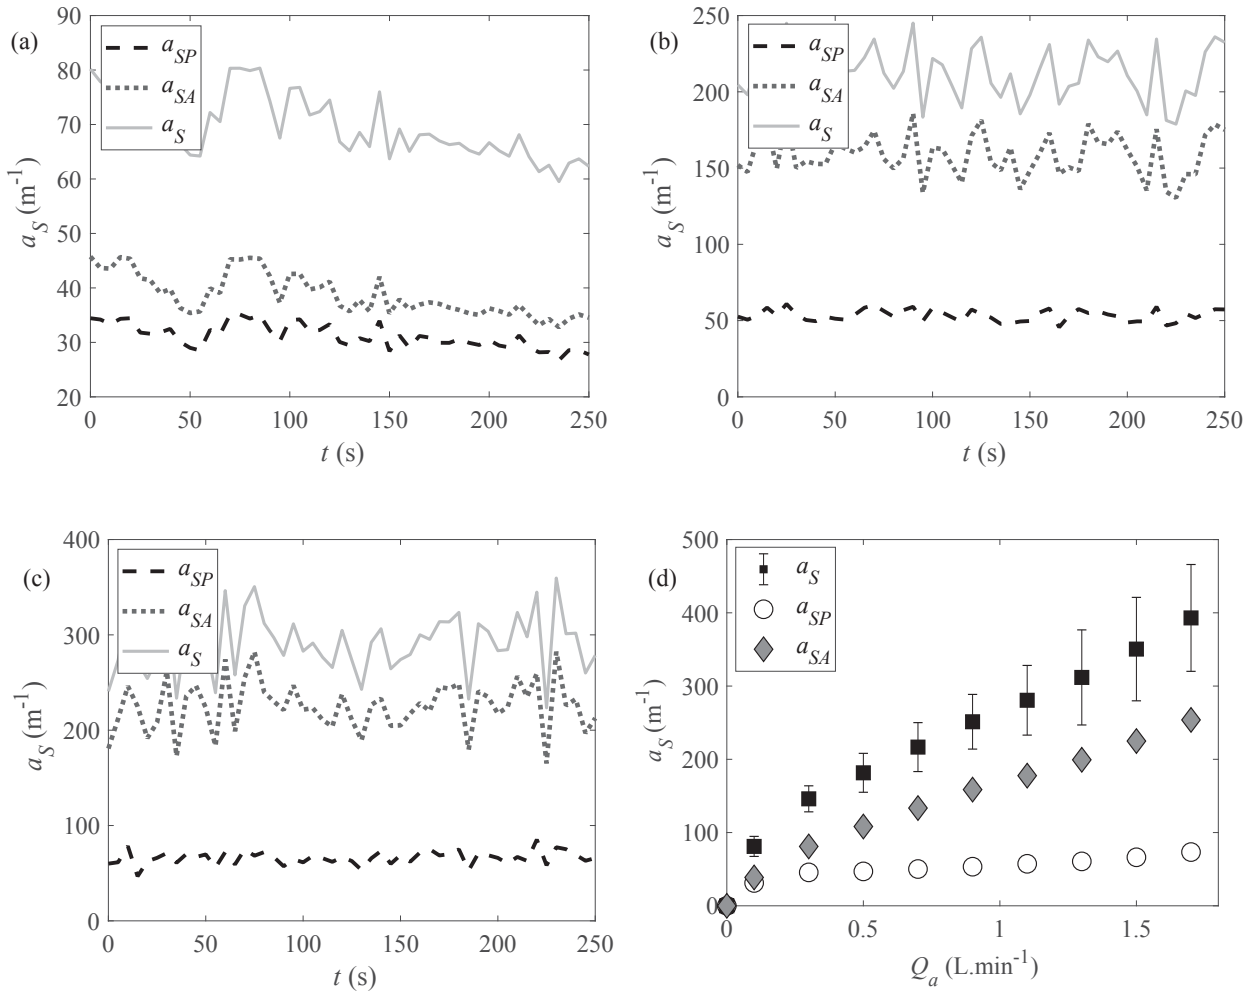 (a)
90
80
70
60
50
40
30
20
a_S (m⁻¹)
a_SP
a_SA
a_S
0 50 100 150 200 250
t (s)
(b)
250
200
150
100
50
0
a_S (m⁻¹)
a_SP
a_SA
a_S
0 50 100 150 200 250
t (s)
(c)
400
300
200
100
0
a_S (m⁻¹)
a_SP
a_SA
a_S
0 50 100 150 200 250
t (s)
(d)
500
400
300
200
100
0
a_S (m⁻¹)
a_S
a_SP
a_SA
0 0.5 1 1.5
Q_a (L.min⁻¹)